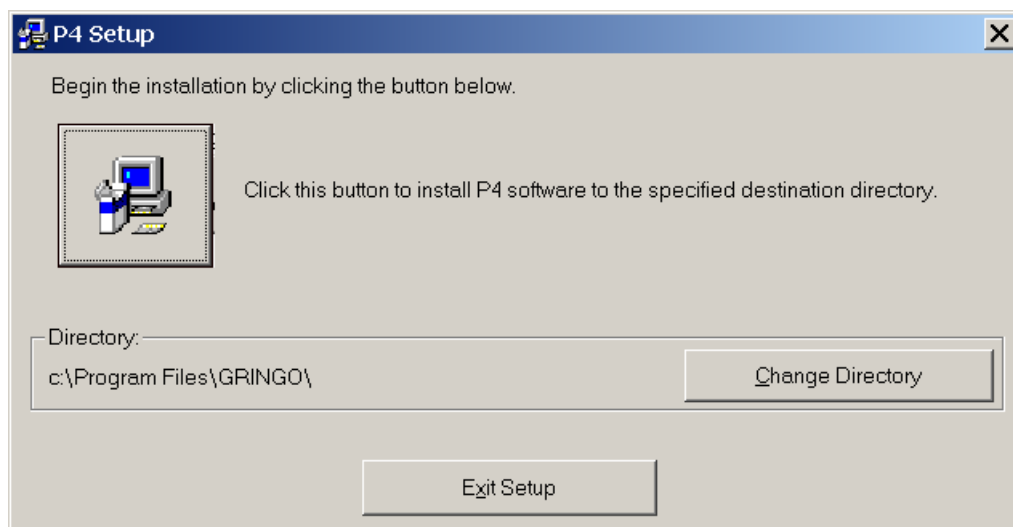 P4 Setup
Begin the installation by clicking the button below.
Click this button to install P4 software to the specified destination directory.
Directory:
c:\Program Files\GRINGO\
Change Directory
Exit Setup